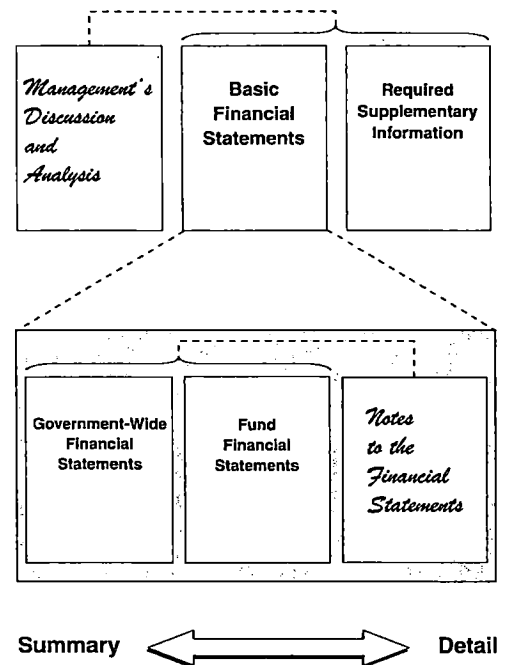 Management's
Discussion
and
Analysis
Basic
Financial
Statements
Required
Supplementary
Information
Government-Wide
Financial
Statements
Fund
Financial
Statements
Notes
to the
Financial
Statements
Summary
Detail